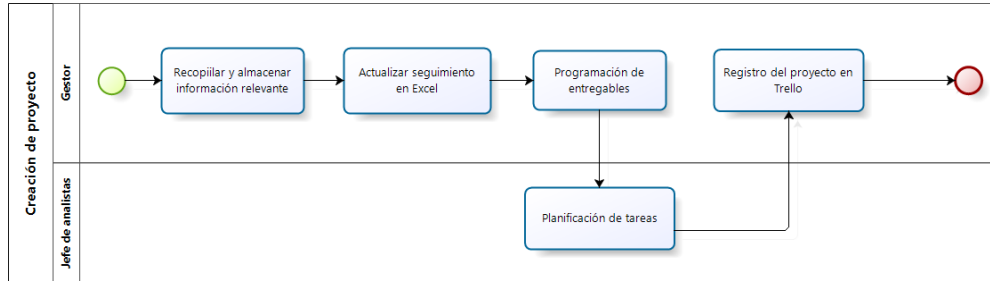 Creación de proyecto
Gestor
Recopiilar y almacenar
información relevante
Actualizar seguimiento
en Excel
Programación de
entregables
Registro del proyecto en
Trello
Jefe de analistas
Planificación de tareas